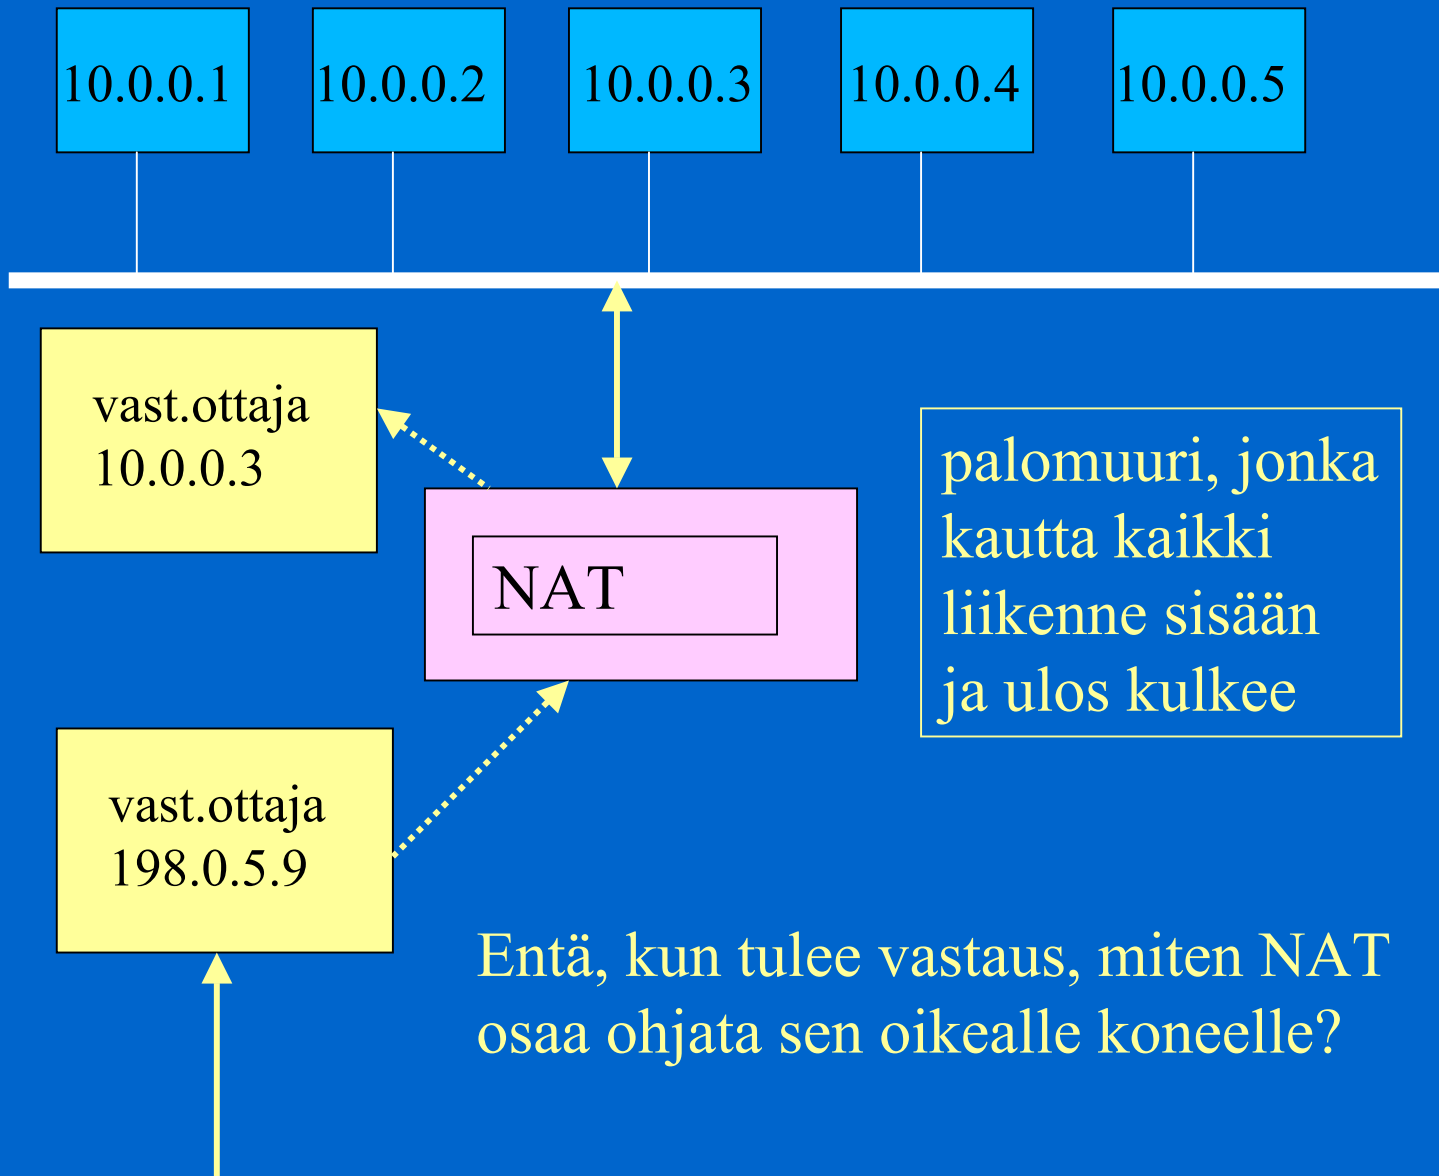 10.0.0.1 10.0.0.2 10.0.0.3 10.0.0.4 10.0.0.5
vast.ottaja
10.0.0.3
NAT
palomuuri, jonka
kautta kaikki
liikenne sisään
ja ulos kulkee
vast.ottaja
198.0.5.9
Entä, kun tulee vastaus, miten NAT
osaa ohjata sen oikealle koneelle?